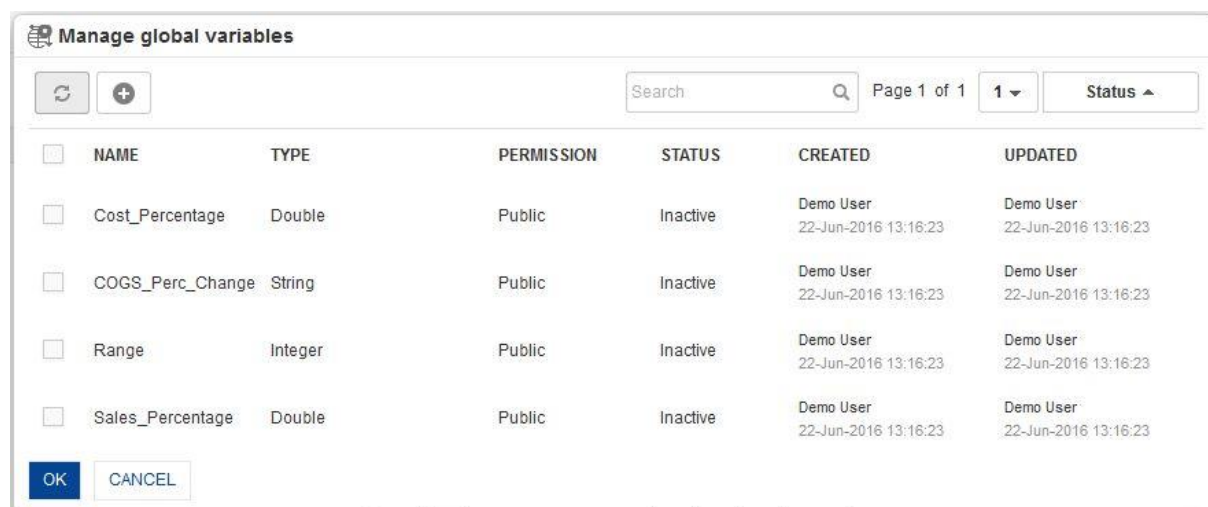 Manage global variables
Search Page 1 of 1 1 Status
NAME TYPE PERMISSION STATUS CREATED UPDATED
Cost_Percentage Double Public Inactive Demo User 22-Jun-2016 13:16:23 Demo User 22-Jun-2016 13:16:23
COGS_Perc_Change String Public Inactive Demo User 22-Jun-2016 13:16:23 Demo User 22-Jun-2016 13:16:23
Range Integer Public Inactive Demo User 22-Jun-2016 13:16:23 Demo User 22-Jun-2016 13:16:23
Sales_Percentage Double Public Inactive Demo User 22-Jun-2016 13:16:23 Demo User 22-Jun-2016 13:16:23
OK CANCEL